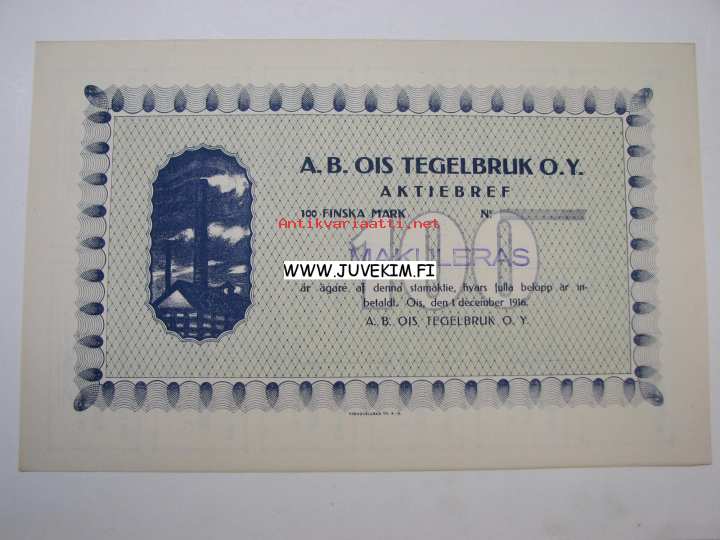 A. B. OIS TEGELBRUK O.Y.
AKTIEBREF
100 FINSKA MARK N:
Antikvariaatti.net
100
MAKULERAS
WWW.JUVEKIM.FI
är ägare af denna stamaktie, hvars fulla belopp är in-
betaldt. Ois, den 1 december 1916.
A. B. OIS TEGELBRUK O. Y.